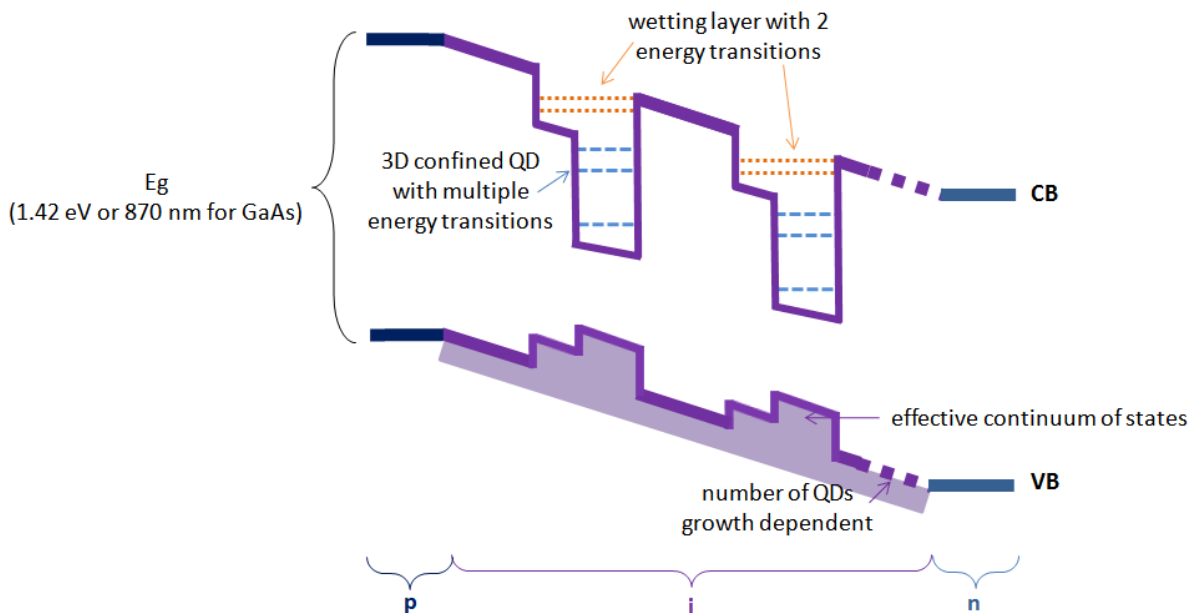 wetting layer with 2
energy transitions
3D confined QD
with multiple
energy transitions
Eg
(1.42 eV or 870 nm for GaAs)
CB
effective continuum of states
VB
number of QDs
growth dependent
p
i
n